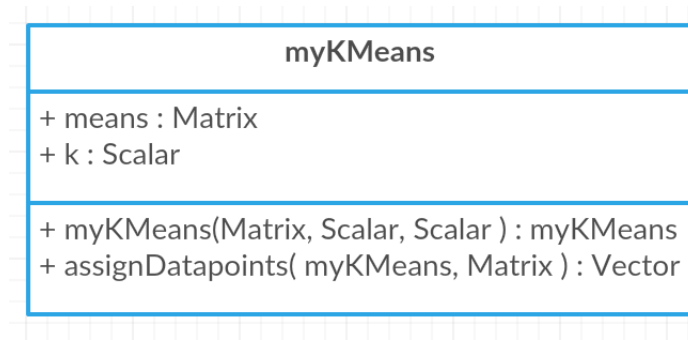 myKMeans
+ means : Matrix
+ k : Scalar
+ myKMeans(Matrix, Scalar, Scalar ) : myKMeans
+ assignDatapoints( myKMeans, Matrix ) : Vector